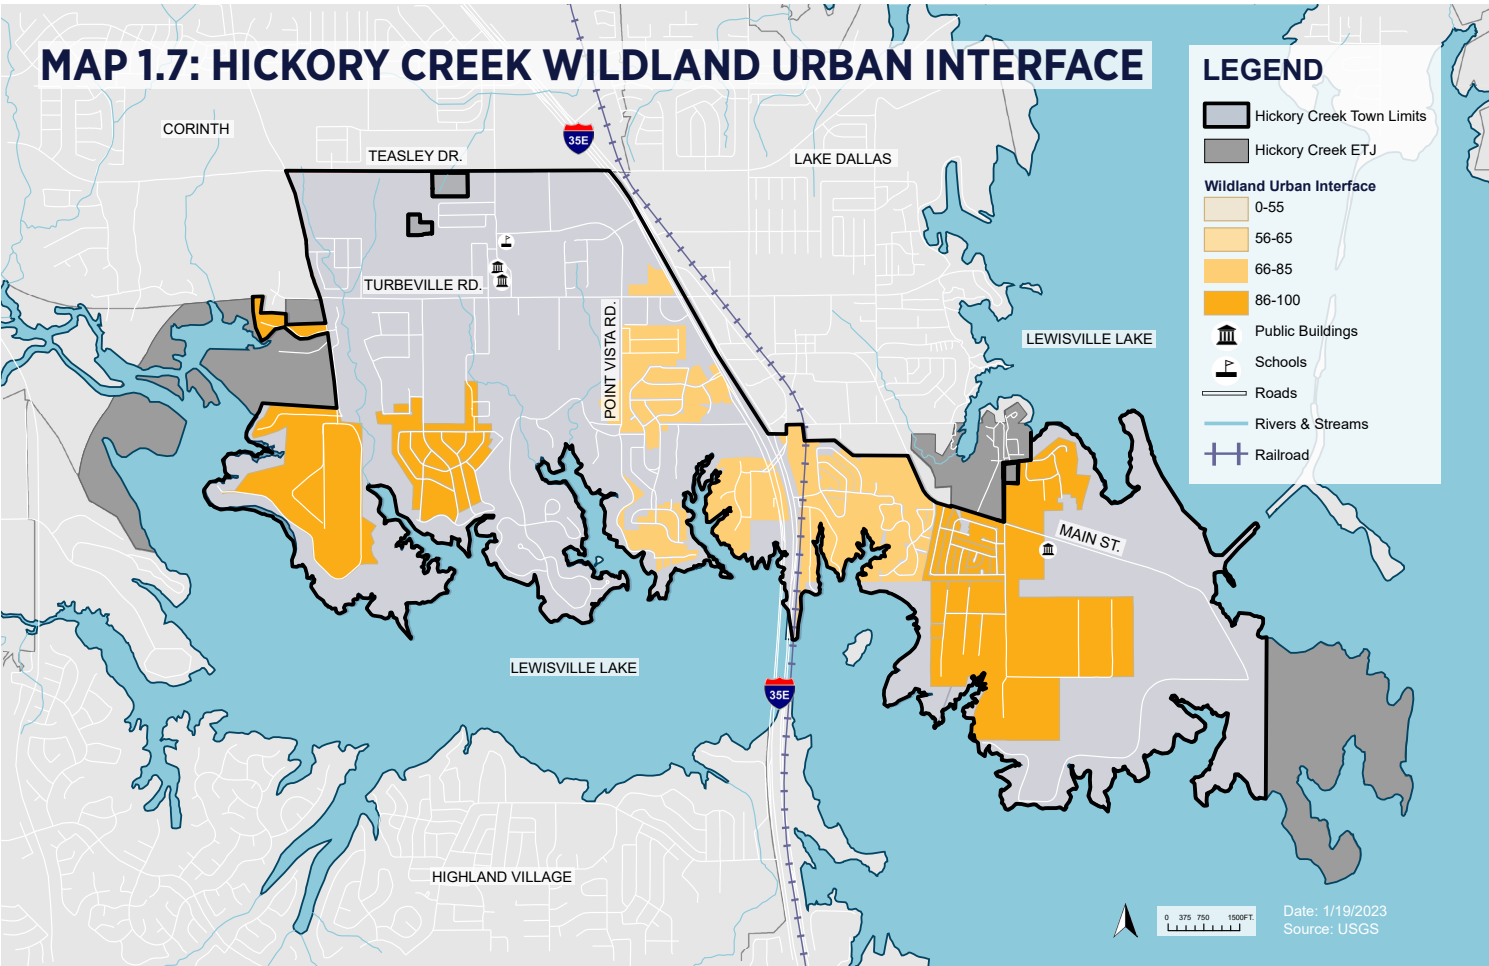 MAP 1.7: HICKORY CREEK WILDLAND URBAN INTERFACE
LEGEND
Hickory Creek Town Limits
Hickory Creek ETJ
Wildland Urban Interface
0-55
56-65
66-85
86-100
Public Buildings
Schools
Roads
Rivers & Streams
Railroad
CORINTH
TEASLEY DR.
35E
LAKE DALLAS
TURBEVILLE RD.
POINT VISTA RD.
LEWISVILLE LAKE
MAIN ST.
LEWISVILLE LAKE
35E
HIGHLAND VILLAGE
0 375 750 1500FT.
Date: 1/19/2023
Source: USGS